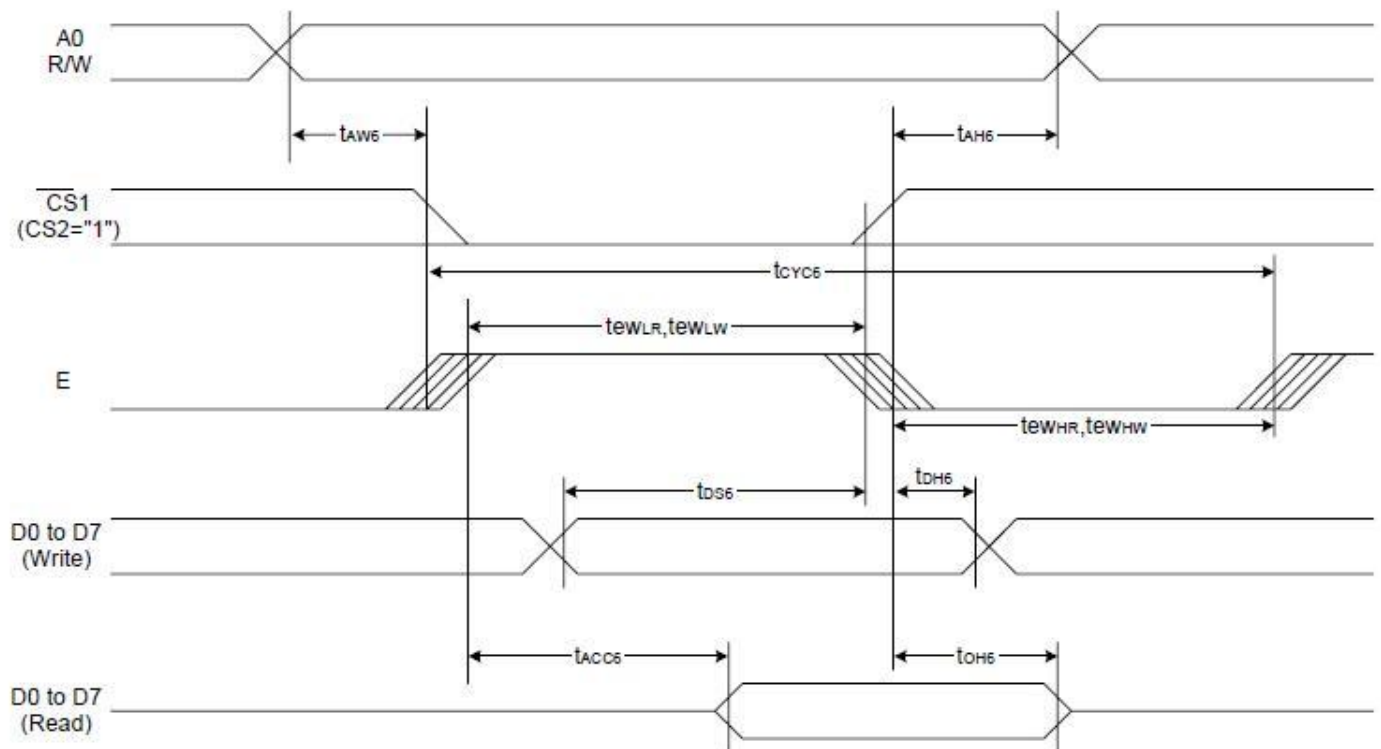 A0
R/W
tAW6
tAH6
CS1
(CS2="1")
tCYC6
tewLR,tewLW
E
tewHR,tewHW
tDS6
tDH6
D0 to D7
(Write)
tACC6
tOH6
D0 to D7
(Read)